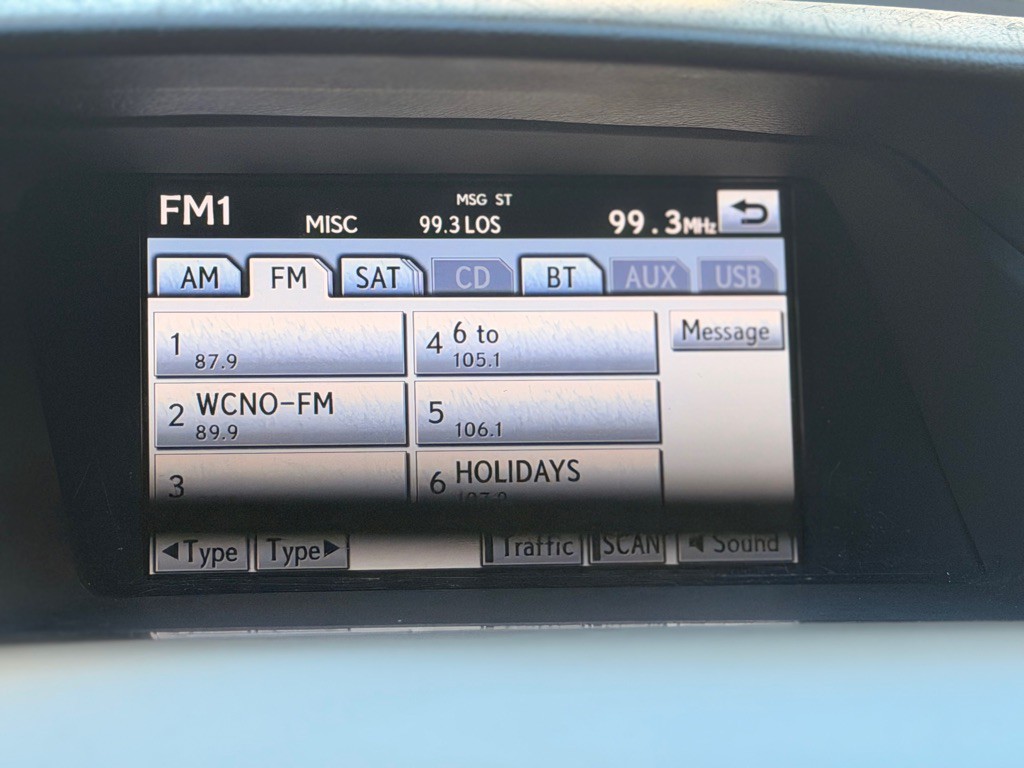 FM1
MISC
MSG ST
99.3 LOS
99.3MHz
AM FM SAT CD BT AUX USB
1
87.9
4 6 to
105.1
Message
2 WCNO-FM
89.9
5
106.1
3
6 HOLIDAYS
◀Type Type▶ Traffic SCAN Sound